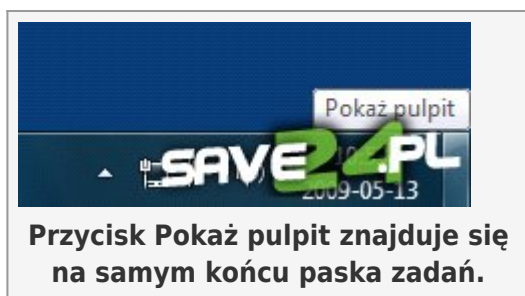 Pokaż pulpit
SAVE24.PL
2009-05-13
Przycisk Pokaż pulpit znajduje się
na samym końcu paska zadań.